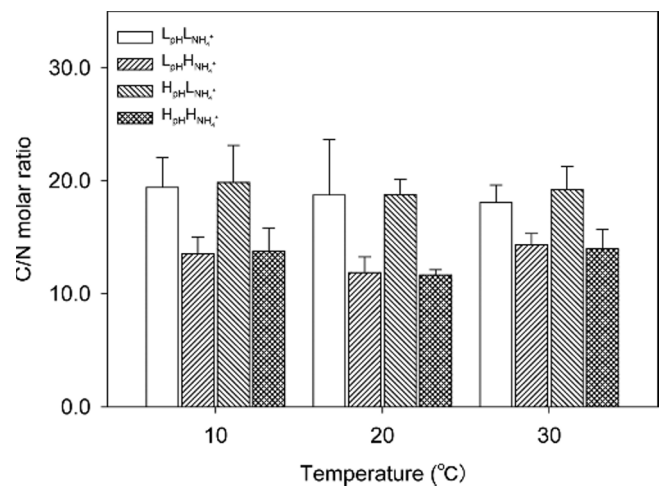 C/N molar ratio
30.0
20.0
10.0
0.0
LpHLNH₄⁺
LpHHNH₄⁺
HpHLNH₄⁺
HpHHNH₄⁺
10 20 30
Temperature (℃)